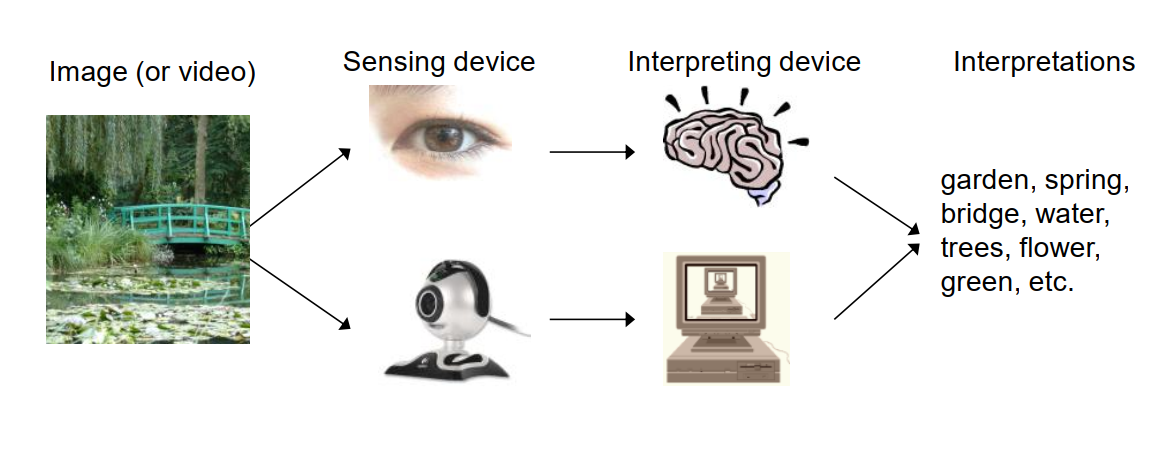 Image (or video)
Sensing device
Interpreting device
Interpretations
garden, spring,
bridge, water,
trees, flower,
green, etc.